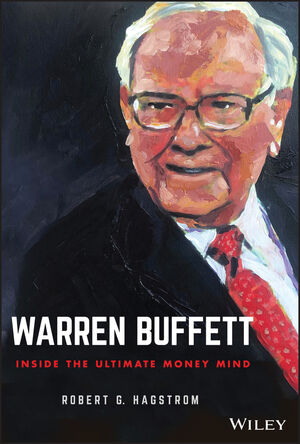 WARREN BUFFETT
INSIDE THE ULTIMATE MONEY MIND
ROBERT G. HAGSTROM
WILEY